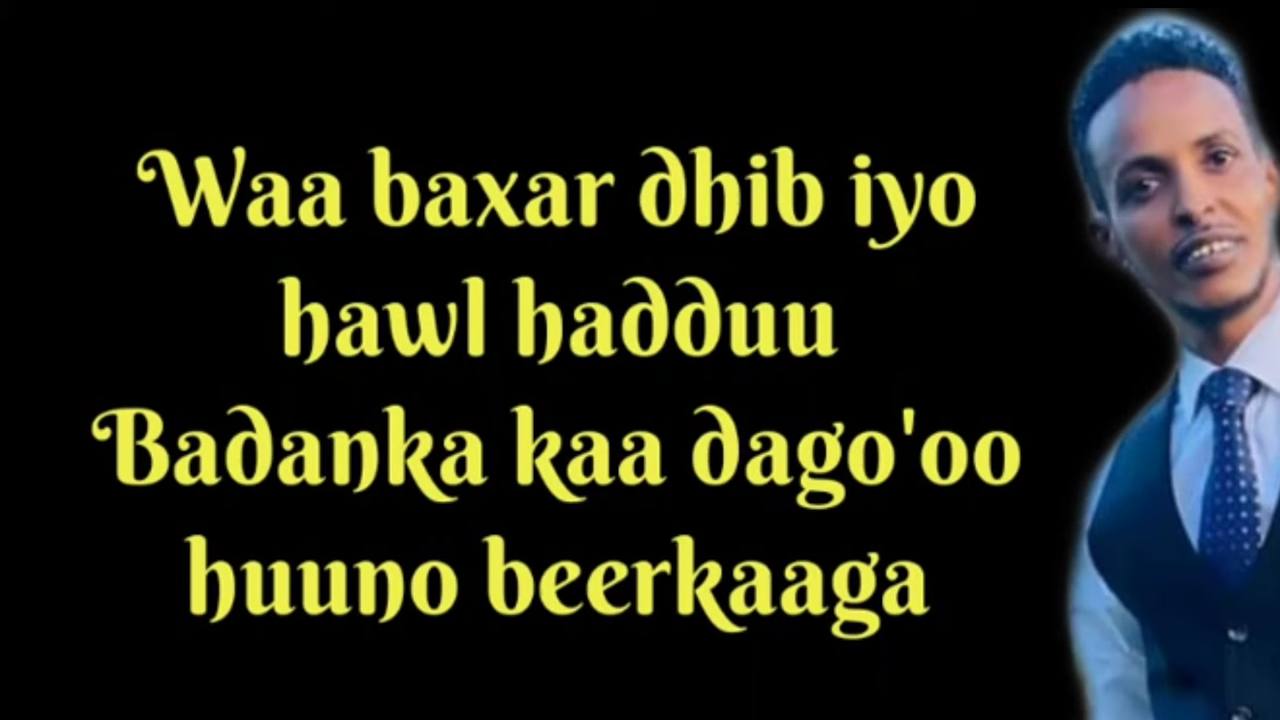 Waa baxar dhib iyo
hawl hadduu
Badanka kaa dago'oo
huuno beerkaaga